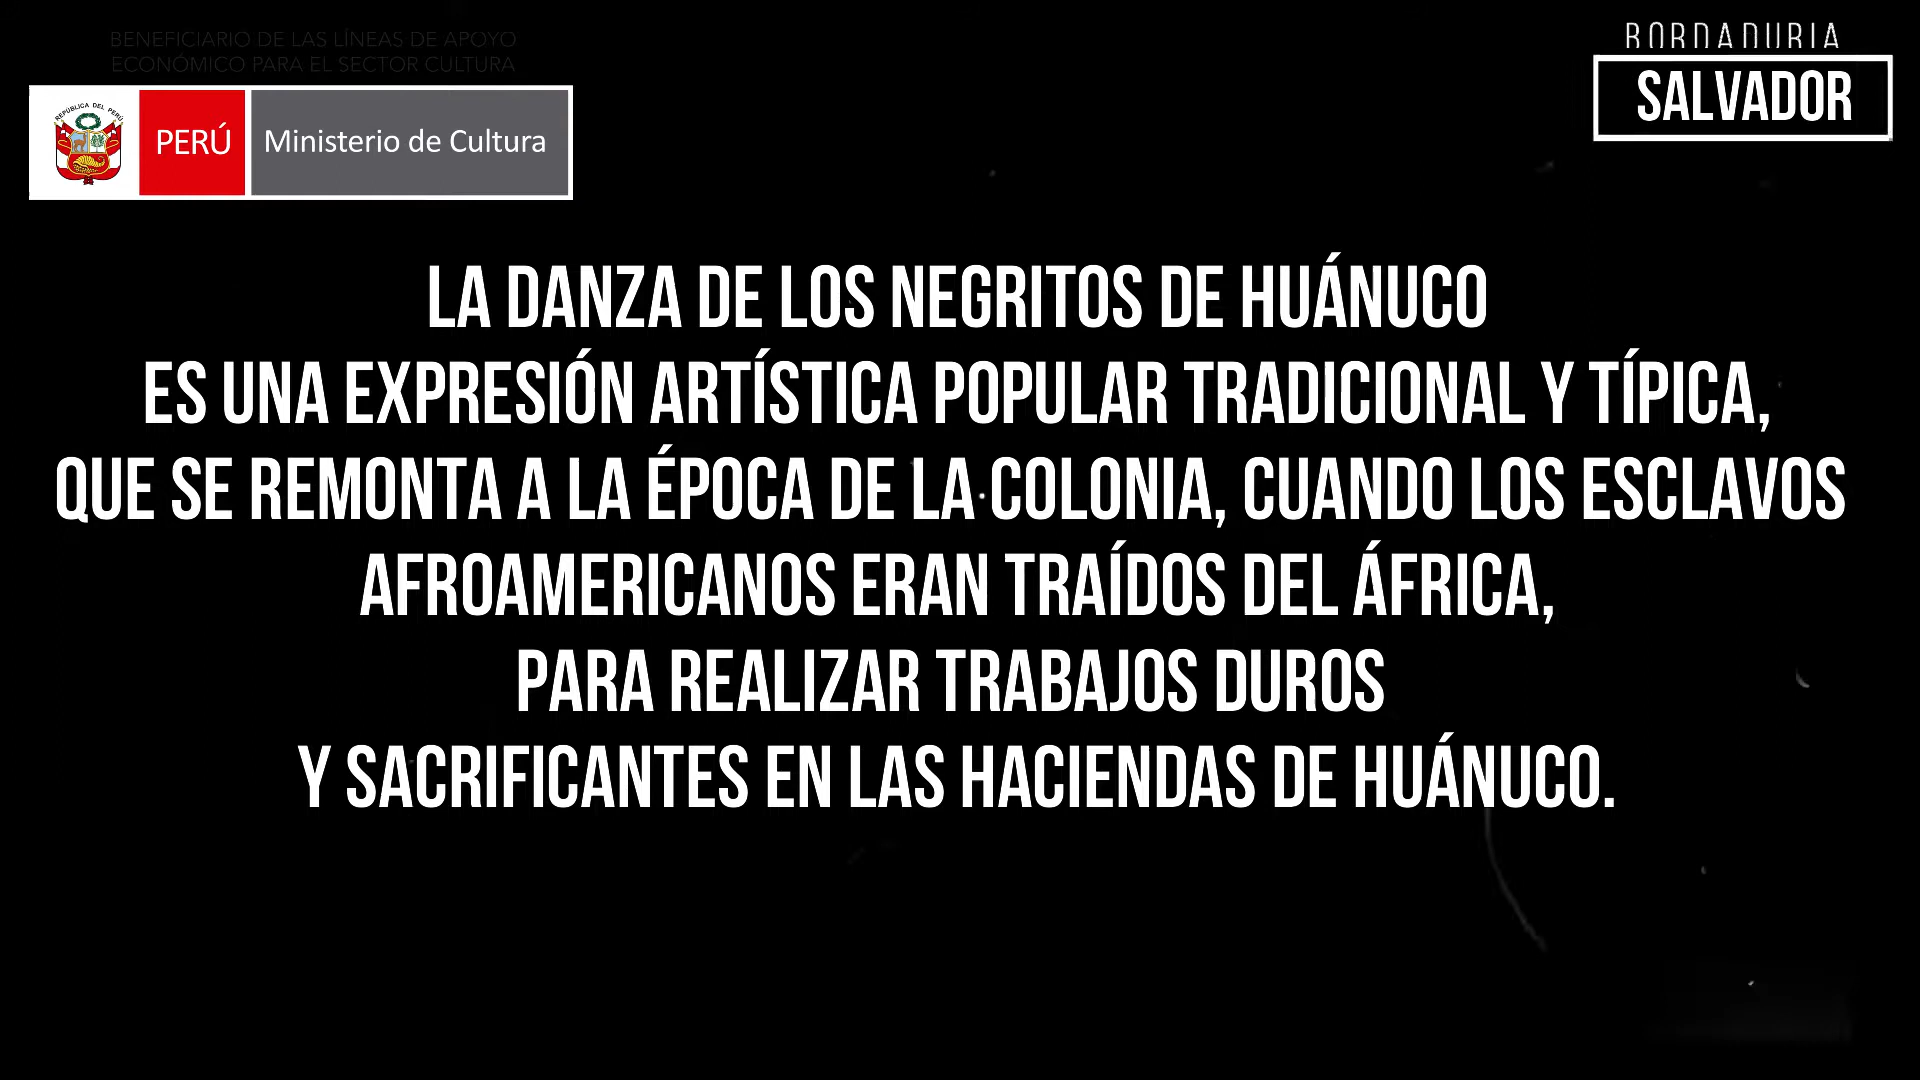 BENEFICIARIO DE LAS LÍNEAS DE APOYO
ECONÓMICO PARA EL SECTOR CULTURA
REPÚBLICA DEL PERÚ
PERÚ
Ministerio de Cultura
BORDADURIA
SALVADOR
LA DANZA DE LOS NEGRITOS DE HUÁNUCO
ES UNA EXPRESIÓN ARTÍSTICA POPULAR TRADICIONAL Y TÍPICA,
QUE SE REMONTA A LA ÉPOCA DE LA COLONIA, CUANDO LOS ESCLAVOS
AFROAMERICANOS ERAN TRAÍDOS DEL ÁFRICA,
PARA REALIZAR TRABAJOS DUROS
Y SACRIFICANTES EN LAS HACIENDAS DE HUÁNUCO.